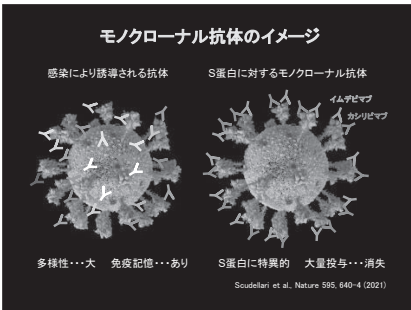 モノクローナル抗体のイメージ
感染により誘導される抗体
S蛋白に対するモノクローナル抗体
イムデビマブ
カシリビマブ
多様性・・・大 免疫記憶・・・あり
S蛋白に特異的 大量投与・・・消失
Scudellari et al., Nature 595, 640-4 (2021)